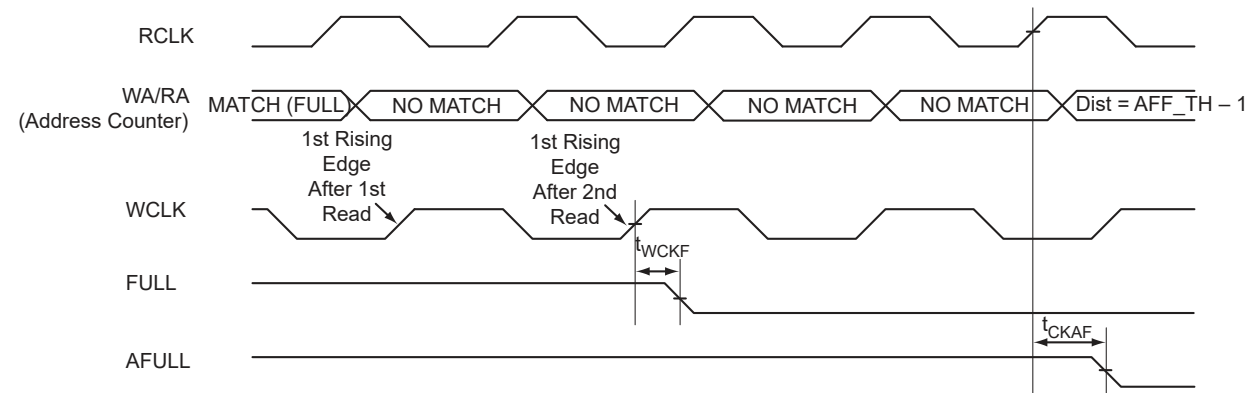 RCLK
WA/RA
(Address Counter)
MATCH (FULL)
NO MATCH
NO MATCH
NO MATCH
NO MATCH
Dist = AFF_TH – 1
1st Rising
Edge
After 1st
Read
1st Rising
Edge
After 2nd
Read
WCLK
tWCKF
FULL
tCKAF
AFULL